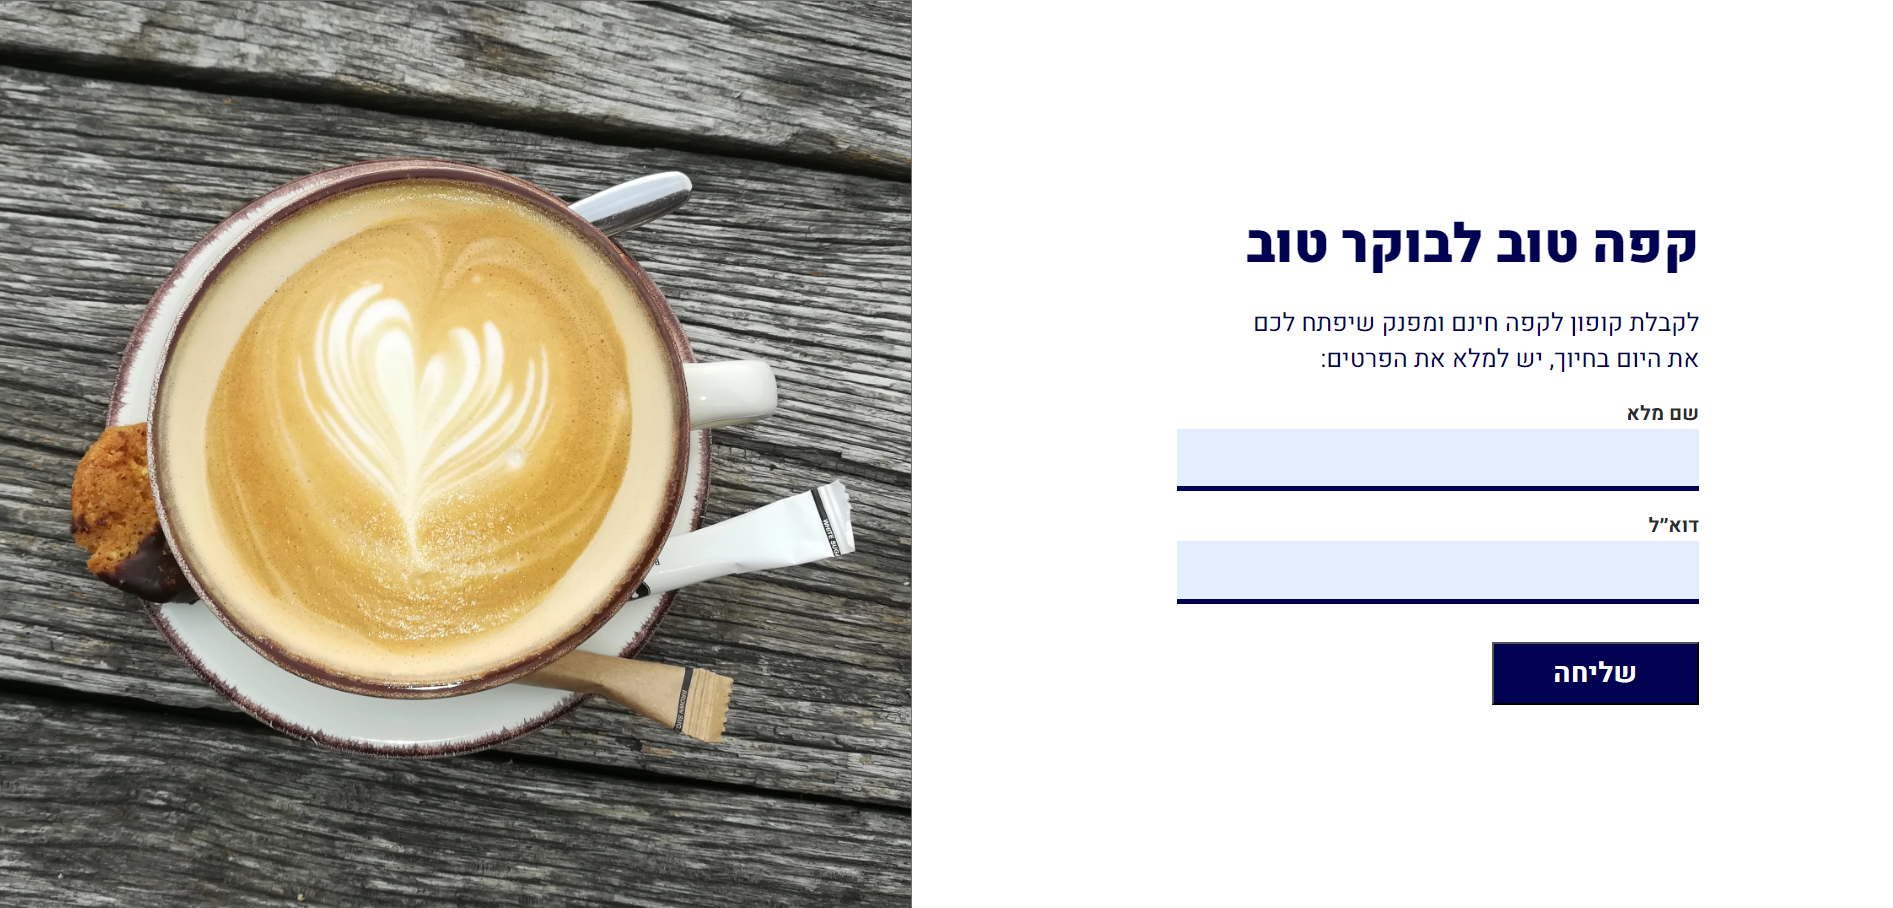 קפה טוב לבוקר טוב
לקבלת קופון לקפה חינם ומפנק שיפתח לכם
את היום בחיוך, יש למלא את הפרטים:
שם מלא
דוא״ל
שליחה
WHITE SUGAR